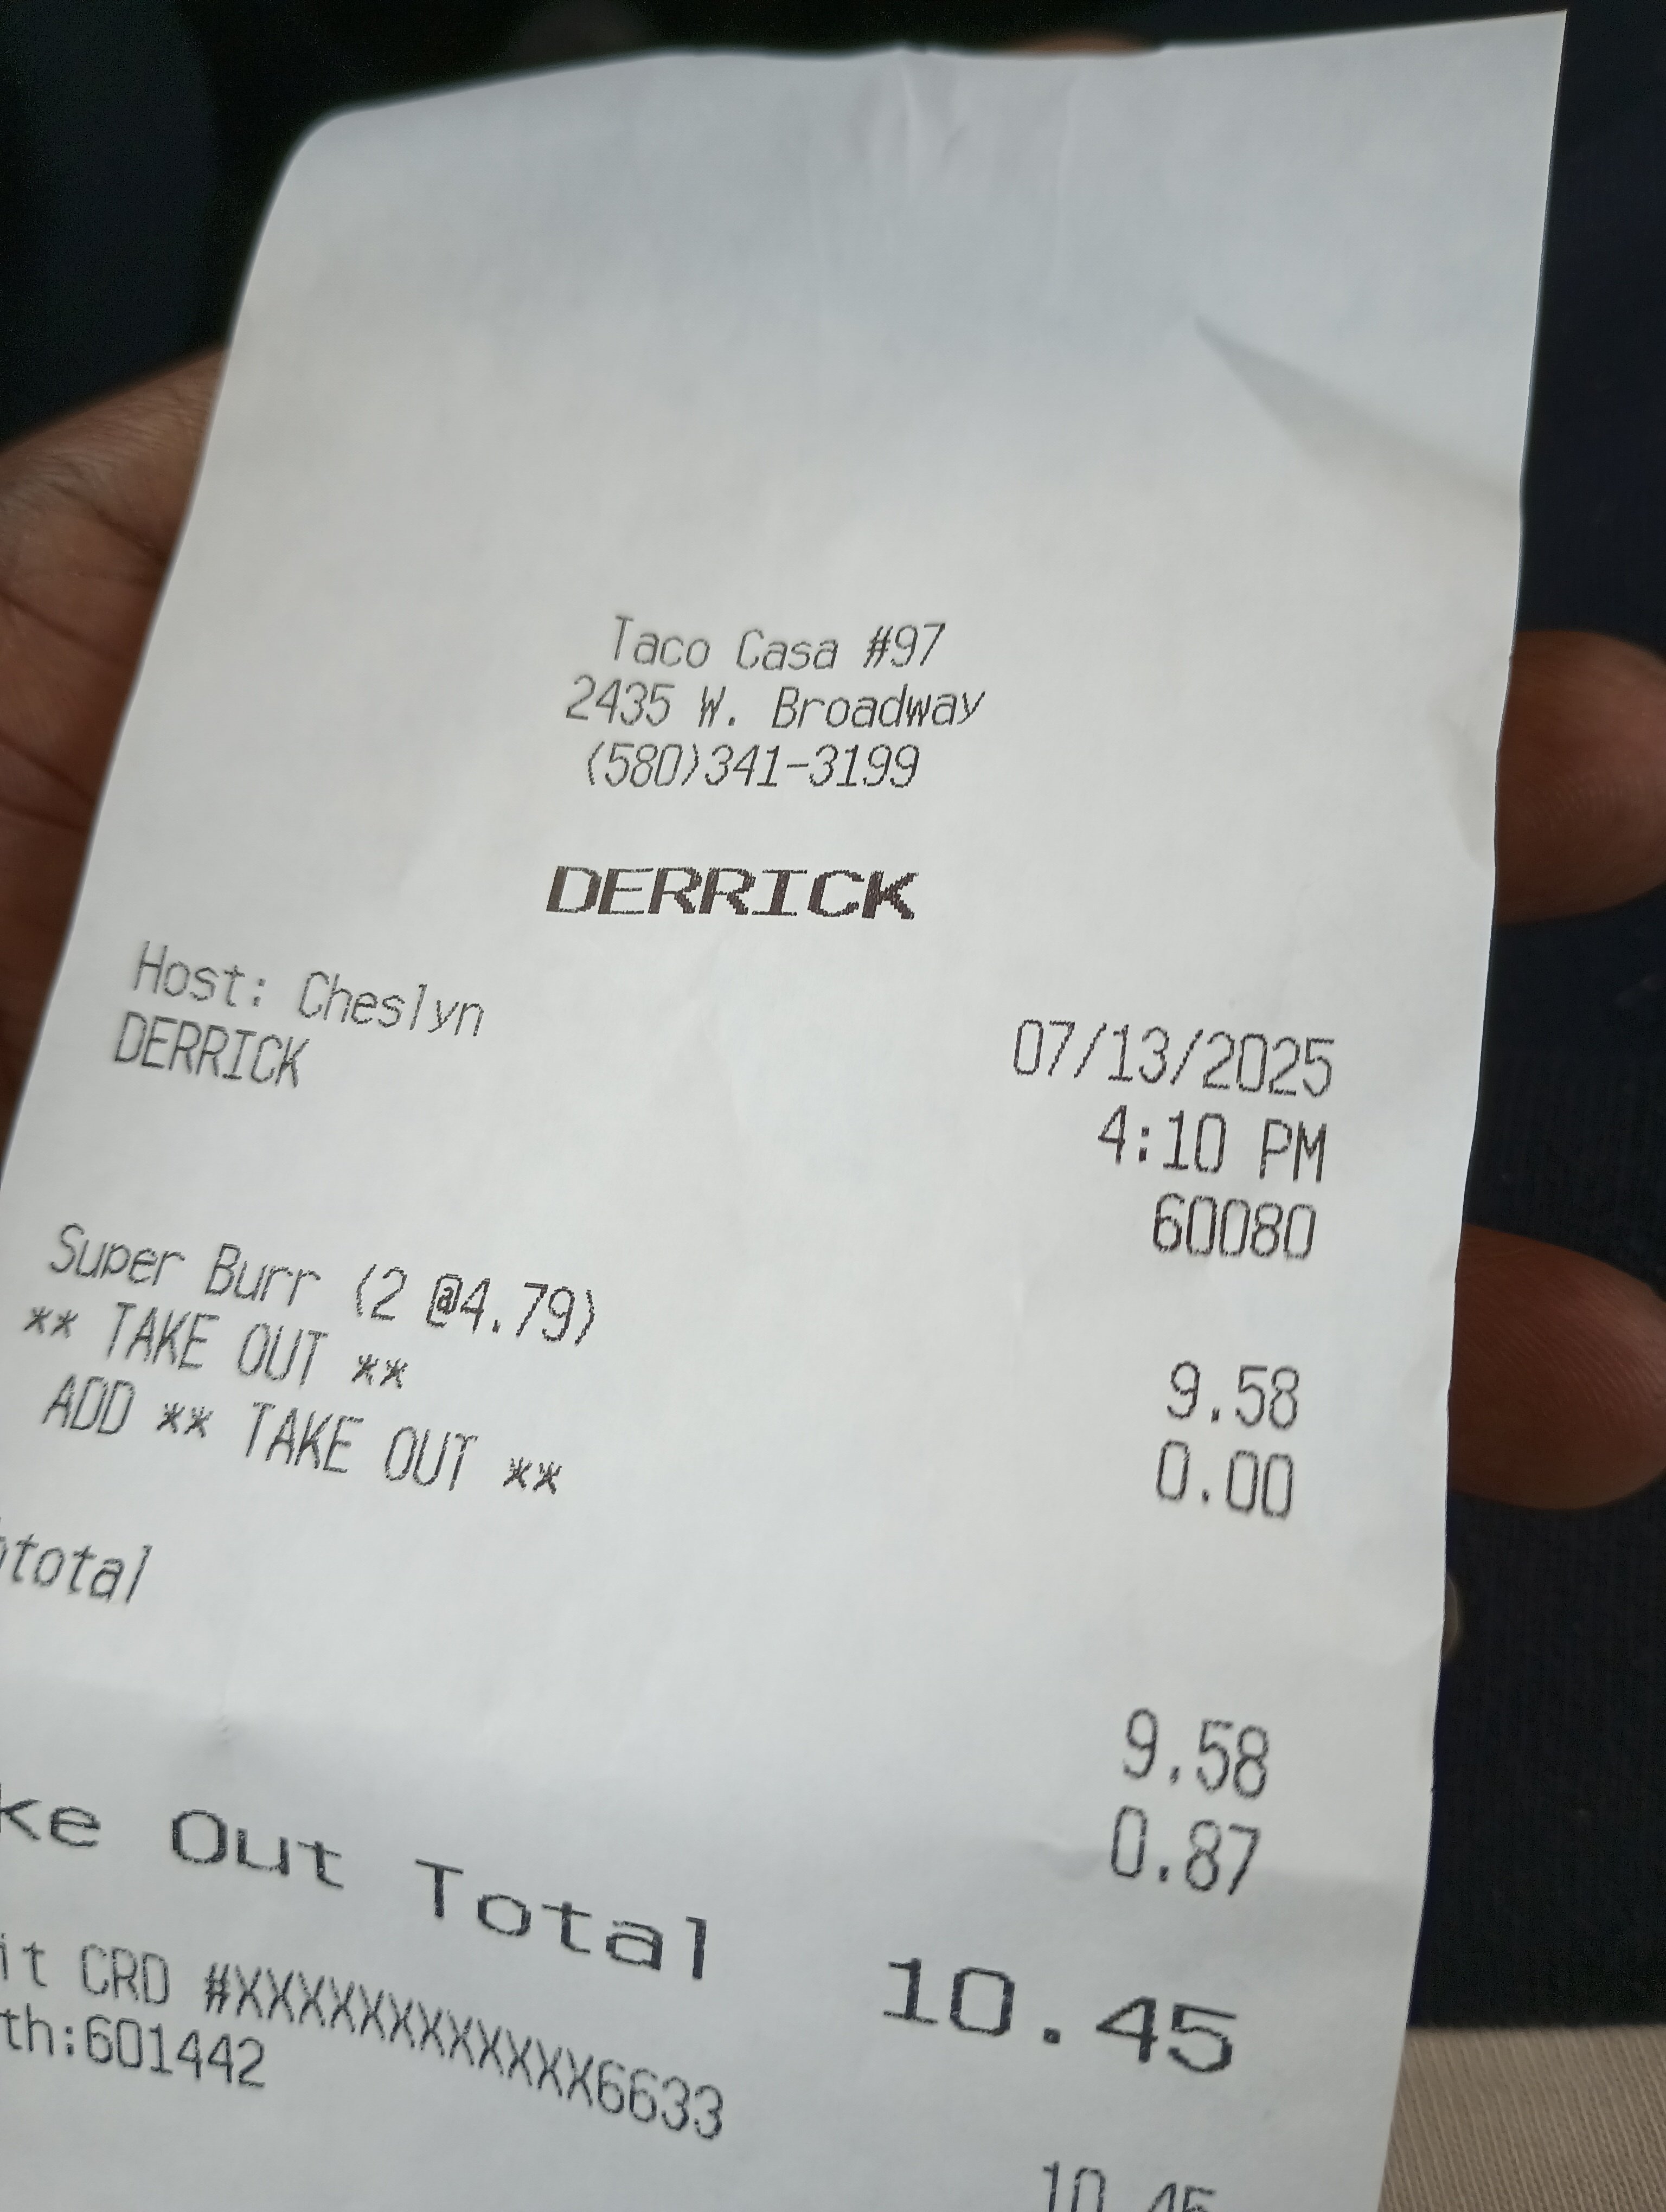 Taco Casa #97
2435 W. Broadway
(580)341-3199
DERRICK
Host: Cheslyn
DERRICK
07/13/2025
4:10 PM
60080
Super Burr (2 @4.79) 9.58
** TAKE OUT ** 0.00
ADD ** TAKE OUT **
total 9.58
0.87
ke Out Total 10.45
it CRD #XXXXXXXXXXXX6633 10.45
th:601442